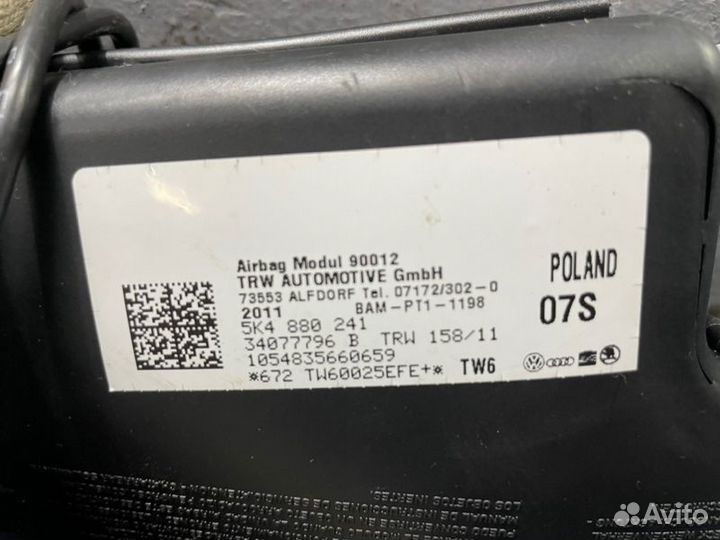 Airbag Modul 90012
TRW AUTOMOTIVE GmbH
73553 ALFDORF Tel. 07172/302-0
2011 BAM-PT1-1198
5K4 880 241
34077796 B TRW 158/11
1054835660659
*672 TW60025EFE+* TW6
POLAND
07S
Avito